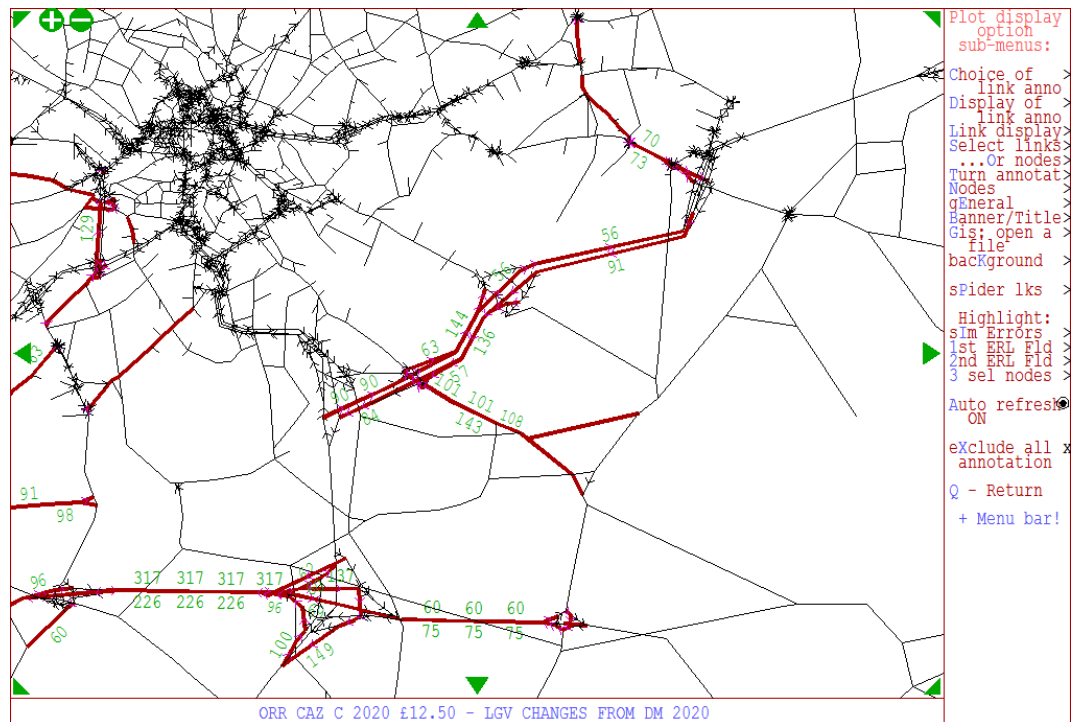 Plot display
option
sub-menus:
Choice of >
link anno
Display of >
link anno
Link display>
Select links>
...Or nodes>
Turn annotat>
Nodes >
gEneral >
Banner/Title>
Gis: open a >
file
bacKground >
sPider lks >
Highlight:
sIm Errors >
1st ERL Fld >
2nd ERL Fld >
3 sel nodes >
Auto refresh
ON
eXclude all x
annotation
Q - Return
+ Menu bar!
70
73
129
56
91
56
144
136
63
63
57
90
90
84
101 101 108
143
91
98
96
317 317 317 317
226 226 226 96
137
60 60 60
75 75 75
60
100
149
ORR CAZ C 2020 £12.50 - LGV CHANGES FROM DM 2020